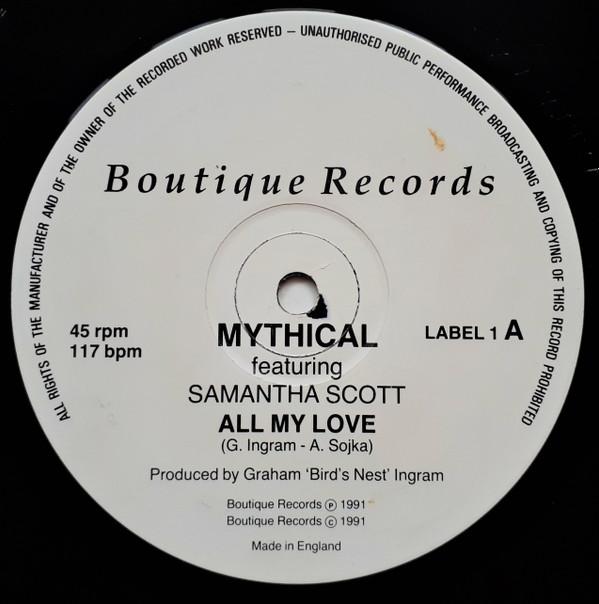 ALL RIGHTS OF THE MANUFACTURER AND OF THE OWNER OF THE RECORDED WORK RESERVED – UNAUTHORISED PUBLIC PERFORMANCE BROADCASTING AND COPYING OF THIS RECORD PROHIBITED
Boutique Records
45 rpm
117 bpm
LABEL 1 A
MYTHICAL
featuring
SAMANTHA SCOTT
ALL MY LOVE
(G. Ingram - A. Sojka)
Produced by Graham ‘Bird's Nest’ Ingram
Boutique Records ℗ 1991
Boutique Records © 1991
Made in England